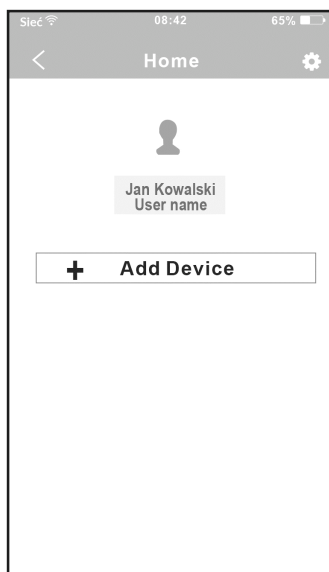 Sieć 08:42 65%
Home
Jan Kowalski
User name
+ Add Device